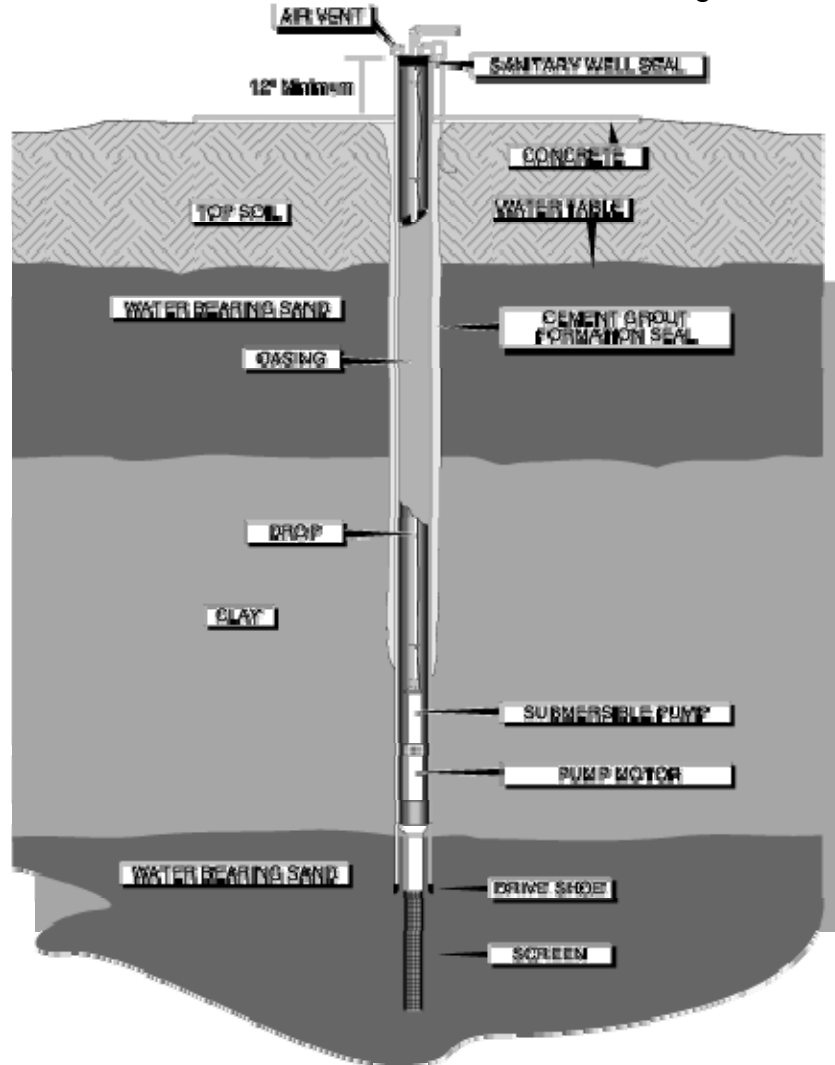 AIR VENT
SANITARY WELL SEAL
12" Minimum
CONCRETE
TOP SOIL
WATER TABLE
WATER BEARING SAND
CEMENT GROUT
FORMATION SEAL
CASING
DROP
CLAY
SUBMERSIBLE PUMP
PUMP MOTOR
WATER BEARING SAND
DRIVE SHOE
SCREEN